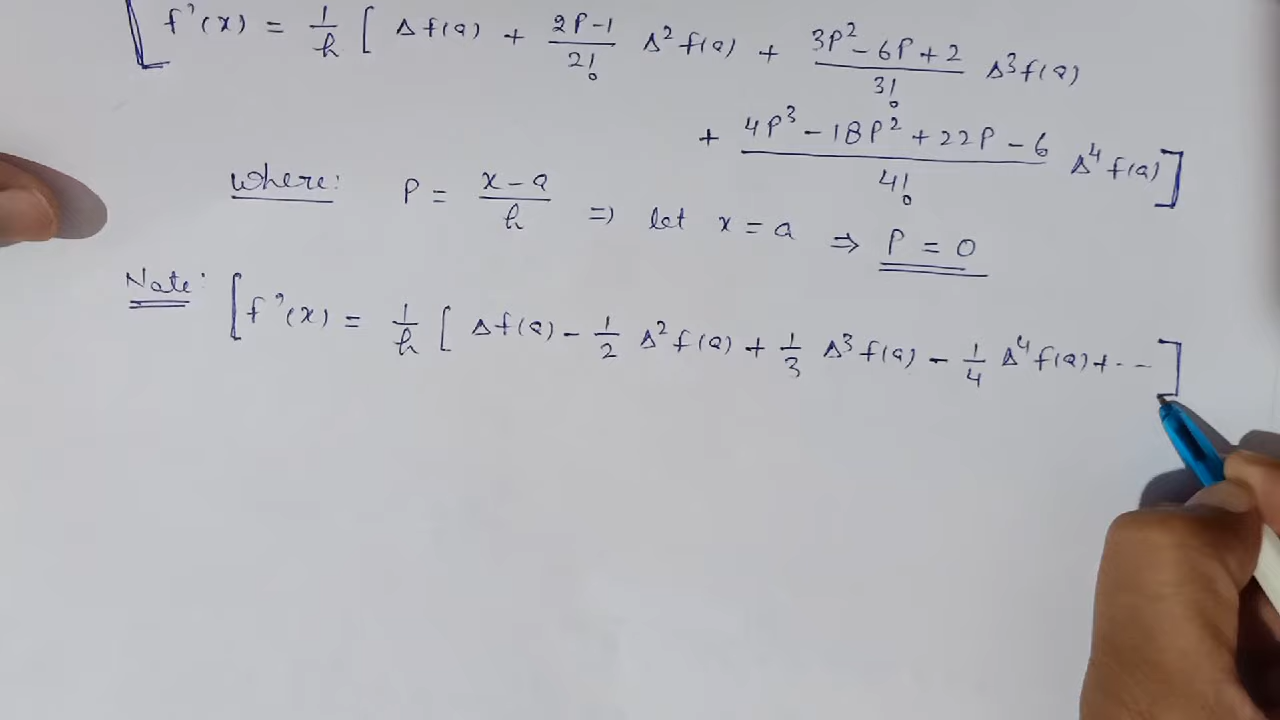 [ f'(x) = 1/h [ Δf(a) + (2P-1)/2! Δ²f(a) + (3P²-6P+2)/3! Δ³f(a)
+ (4P³-18P²+22P-6)/4! Δ⁴f(a) ]
where: P = (x-a)/h => let x = a => P = 0
Note: [ f'(x) = 1/h [ Δf(a) - 1/2 Δ²f(a) + 1/3 Δ³f(a) - 1/4 Δ⁴f(a) + --- ]